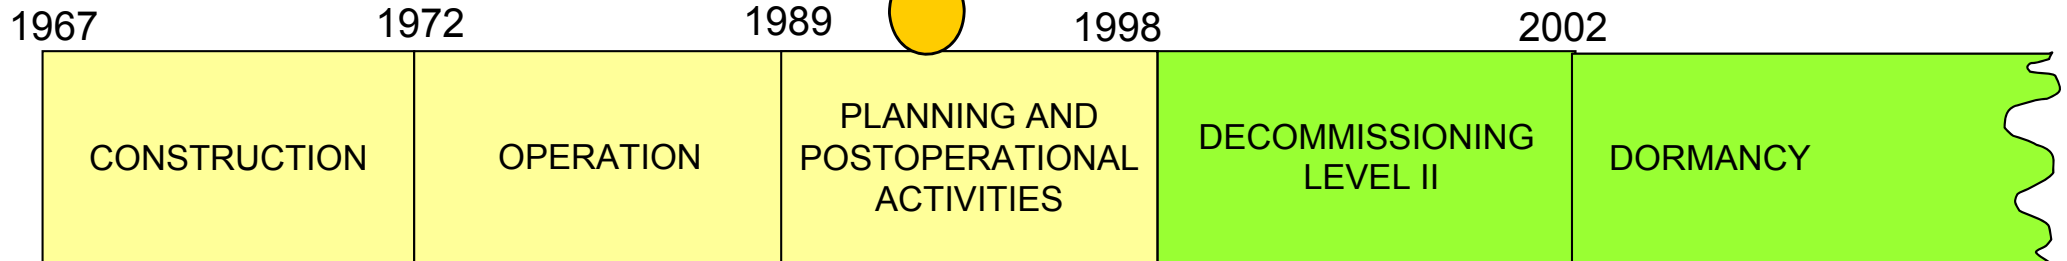 1967 1972 1989 1998 2002
CONSTRUCTION
OPERATION
PLANNING AND
POSTOPERATIONAL
ACTIVITIES
DECOMMISSIONING
LEVEL II
DORMANCY